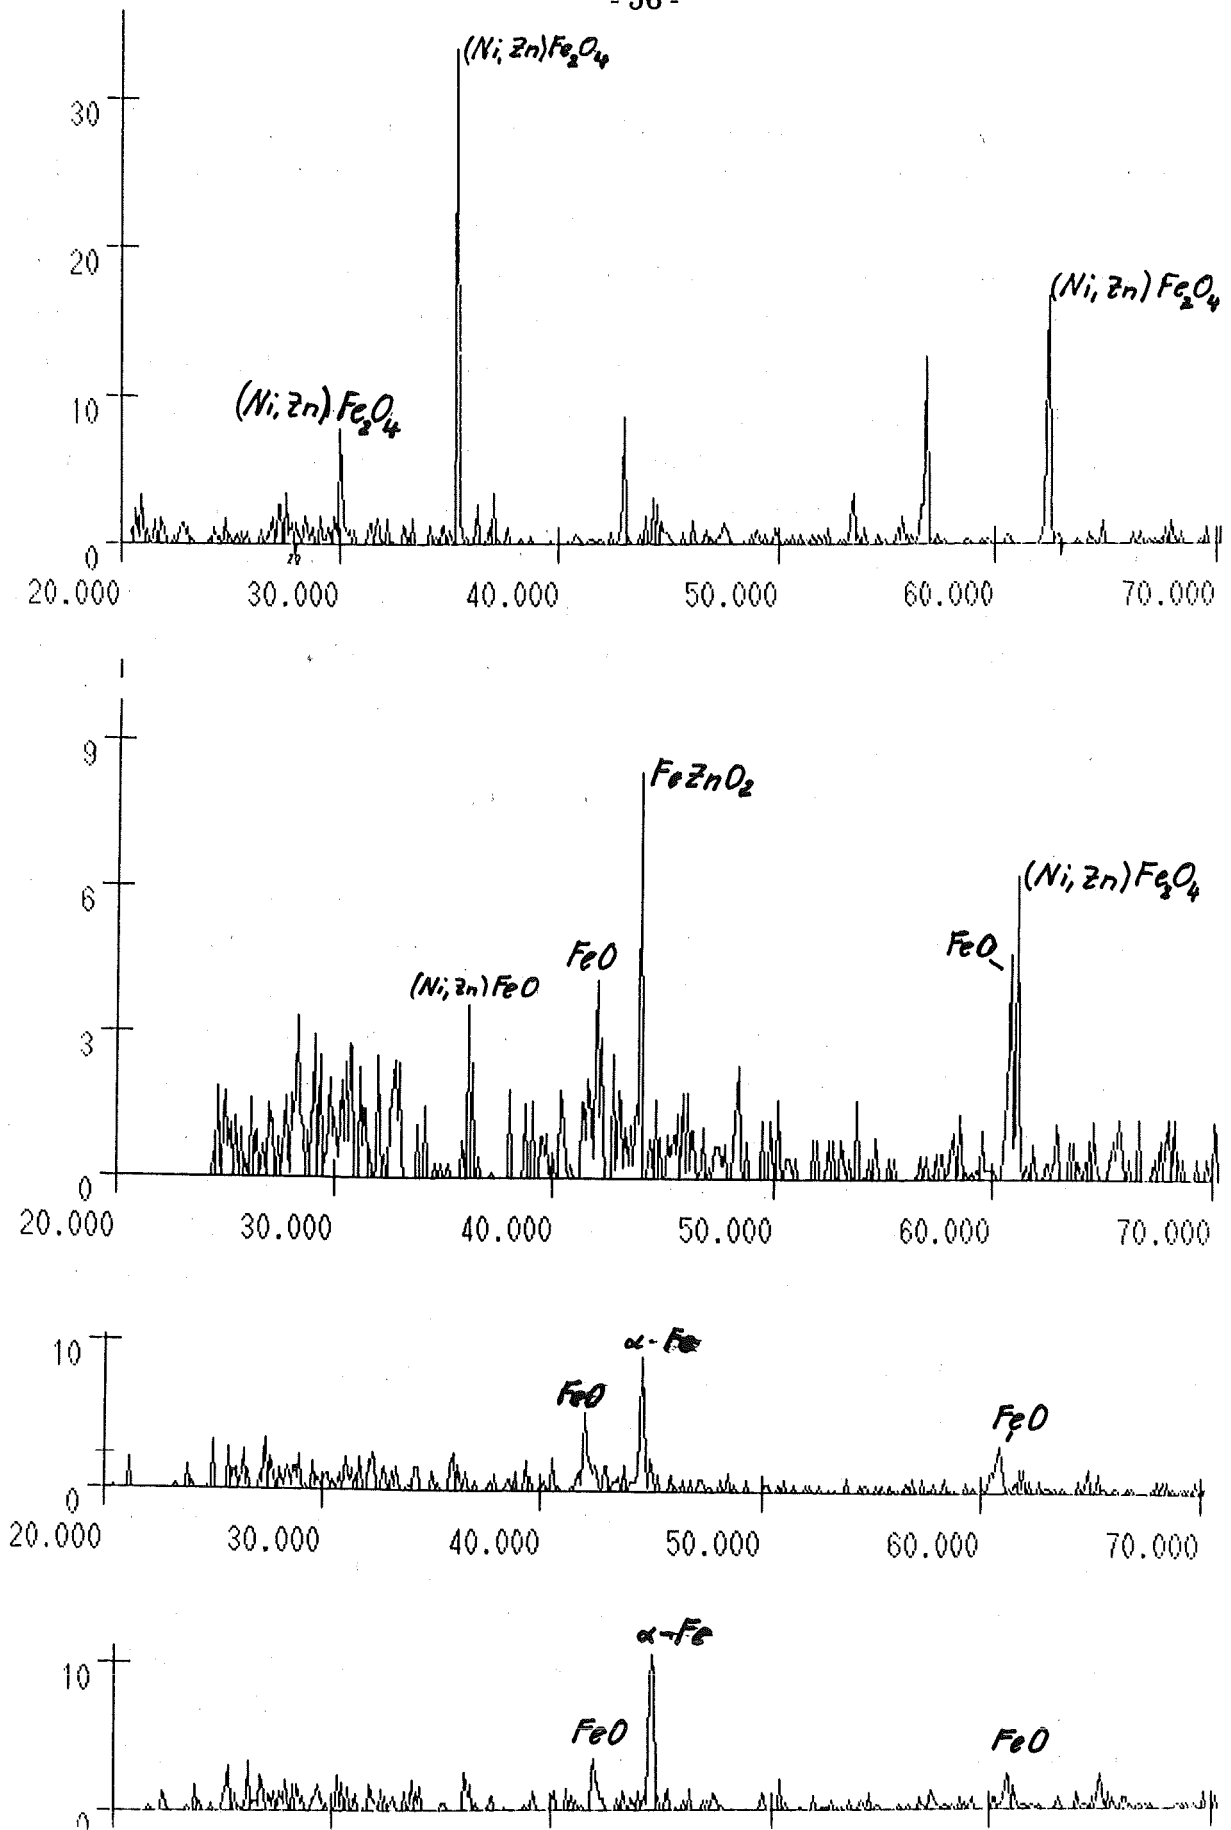 - 56 -
(Ni, Zn)Fe₂O₄
30
20
(Ni, Zn) Fe₂O₄
(Ni, Zn) Fe₂O₄
10
0
20.000 30.000 40.000 50.000 60.000 70.000
9
FeZnO₂
6
(Ni, Zn) Fe₂O₄
FeO
FeO
(Ni, Zn) FeO
3
0
20.000 30.000 40.000 50.000 60.000 70.000
10
α-Fe
FeO
FeO
0
20.000 30.000 40.000 50.000 60.000 70.000
α-Fe
10
FeO
FeO
0